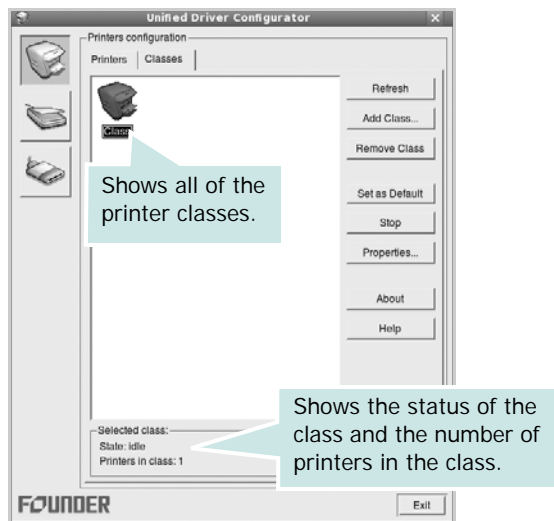 Unified Driver Configurator
Printers configuration
Printers
Classes
Class
Refresh
Add Class...
Remove Class
Set as Default
Stop
Properties...
About
Help
Shows all of the
printer classes.
Shows the status of the
class and the number of
printers in the class.
Selected class:
State: idle
Printers in class: 1
FOUNDER
Exit